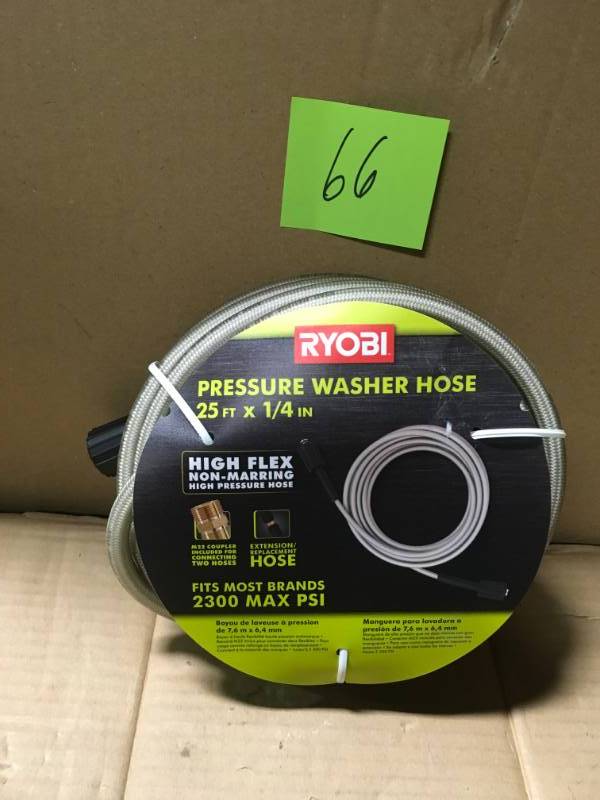 66
RYOBI
PRESSURE WASHER HOSE
25 FT x 1/4 IN
HIGH FLEX
NON-MARRING
HIGH PRESSURE HOSE
M22 COUPLER
INCLUDED FOR
CONNECTING
TWO HOSES
EXTENSION/
REPLACEMENT
HOSE
FITS MOST BRANDS
2300 MAX PSI
Boyau de laveuse à pression
de 7,6 m x 6,4 mm
Manguera para lavadora a
presión de 7,6 m x 6,4 mm